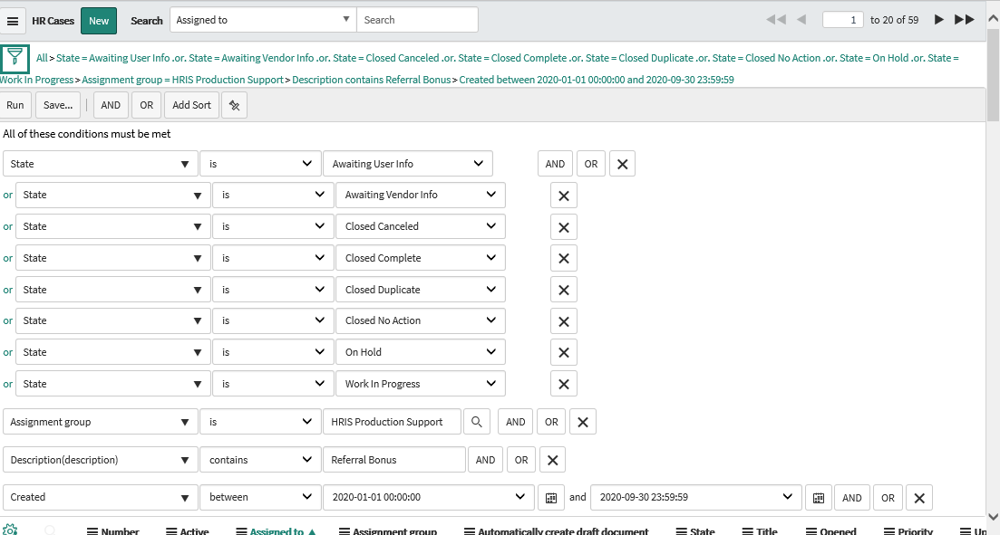 HR Cases New Search Assigned to Search 1 to 20 of 59
All > State = Awaiting User Info .or. State = Awaiting Vendor Info .or. State = Closed Canceled .or. State = Closed Complete .or. State = Closed Duplicate .or. State = Closed No Action .or. State = On Hold .or. State =
Work In Progress > Assignment group = HRIS Production Support > Description contains Referral Bonus > Created between 2020-01-01 00:00:00 and 2020-09-30 23:59:59
Run Save... AND OR Add Sort
All of these conditions must be met
State is Awaiting User Info AND OR
or State is Awaiting Vendor Info
or State is Closed Canceled
or State is Closed Complete
or State is Closed Duplicate
or State is Closed No Action
or State is On Hold
or State is Work In Progress
Assignment group is HRIS Production Support AND OR
Description(description) contains Referral Bonus AND OR
Created between 2020-01-01 00:00:00 and 2020-09-30 23:59:59 AND OR
Number Active Assigned to Assignment group Automatically create draft document State Title Opened Priority Up